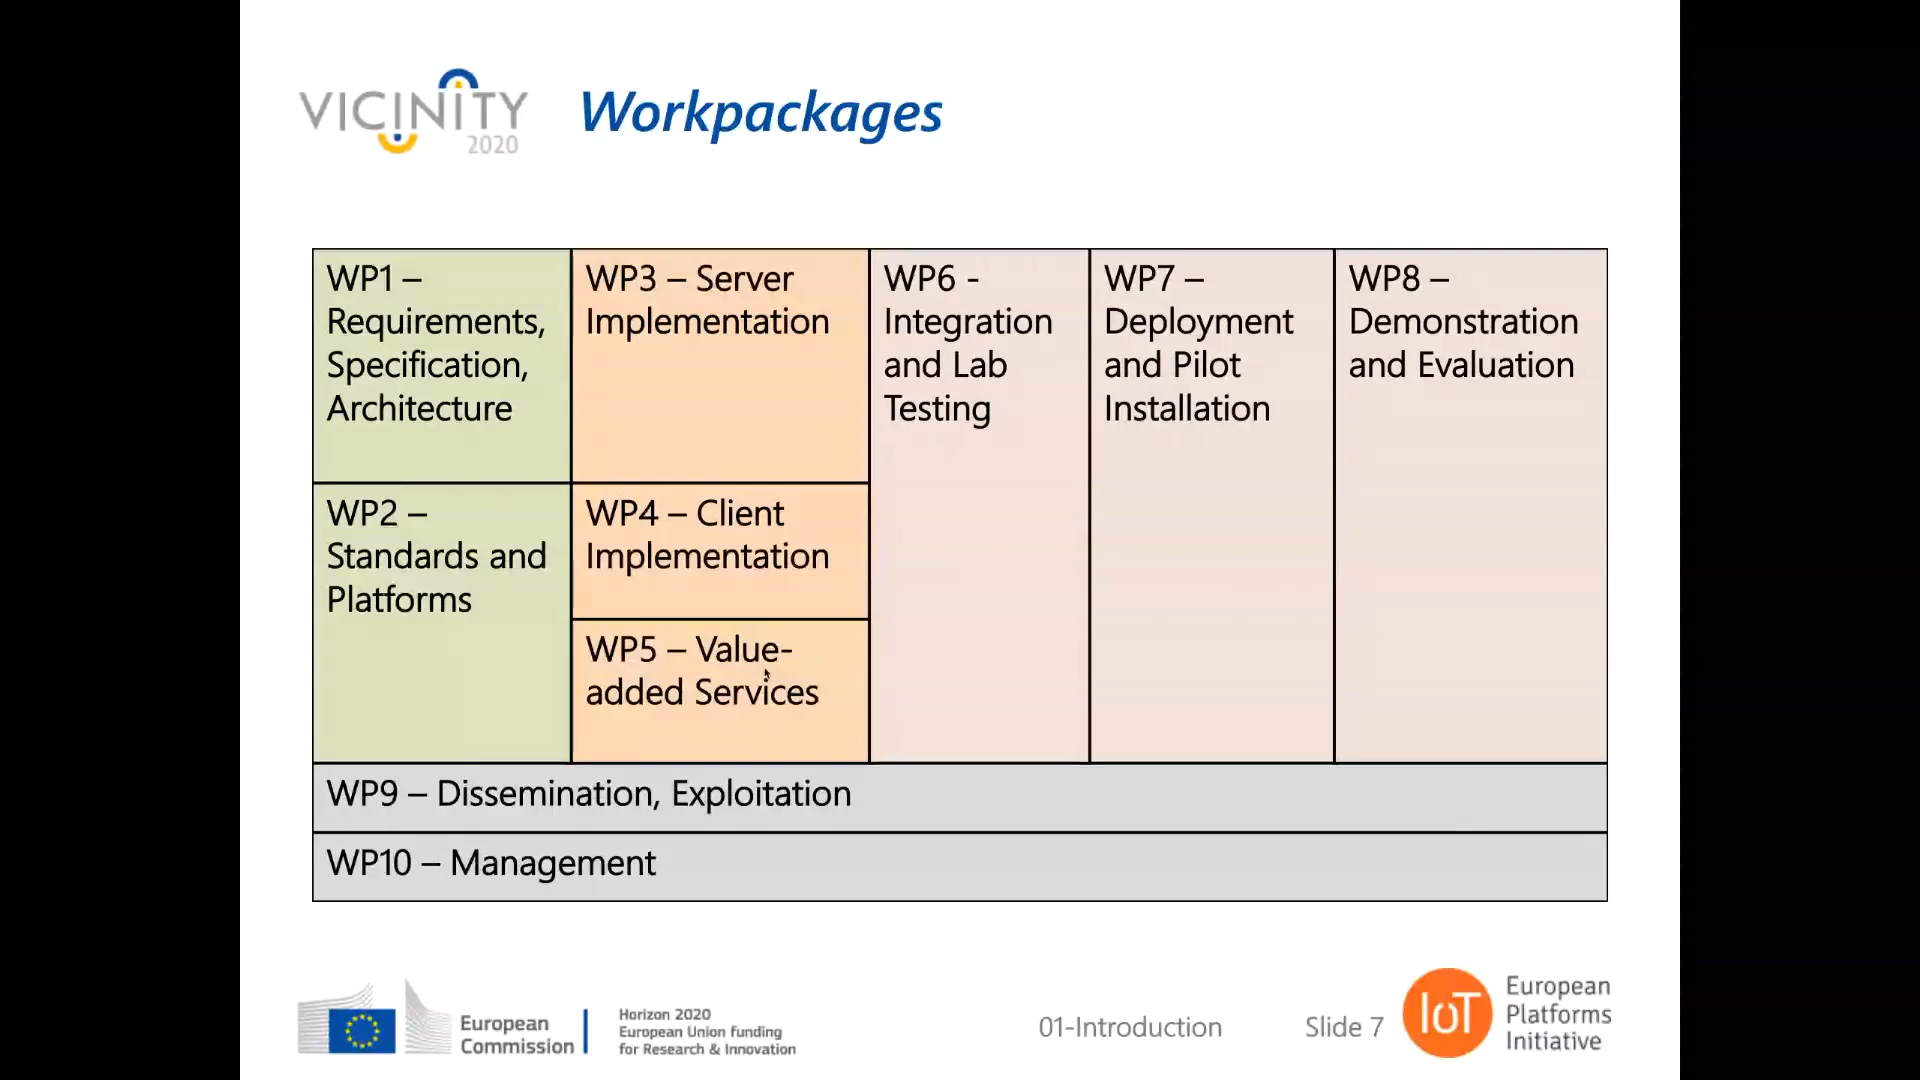 VICINITY
2020
Workpackages
WP1 –
Requirements,
Specification,
Architecture
WP2 –
Standards and
Platforms
WP3 – Server
Implementation
WP4 – Client
Implementation
WP5 – Value-
added Services
WP6 -
Integration
and Lab
Testing
WP7 –
Deployment
and Pilot
Installation
WP8 –
Demonstration
and Evaluation
WP9 – Dissemination, Exploitation
WP10 – Management
European
Commission
Horizon 2020
European Union funding
for Research & Innovation
01-Introduction
Slide 7
IoT
European
Platforms
Initiative